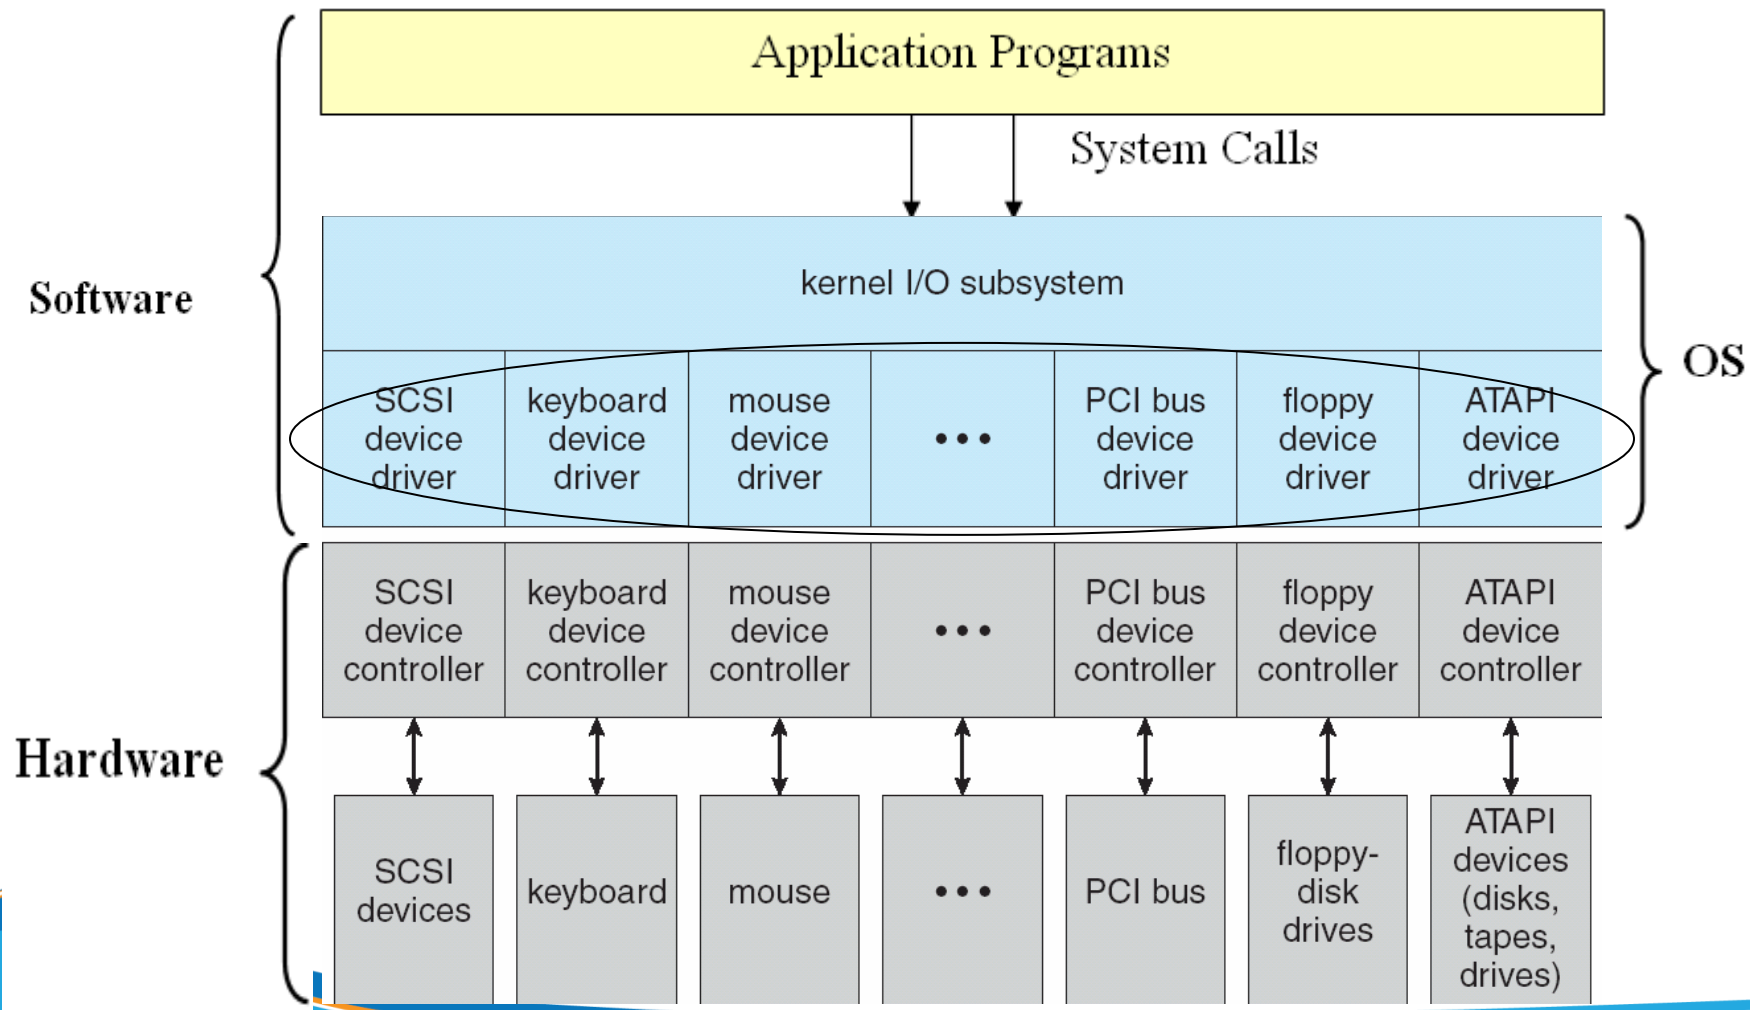 Application Programs
System Calls
Software
kernel I/O subsystem
OS
SCSI
device
driver
keyboard
device
driver
mouse
device
driver
•••
PCI bus
device
driver
floppy
device
driver
ATAPI
device
driver
Hardware
SCSI
device
controller
keyboard
device
controller
mouse
device
controller
•••
PCI bus
device
controller
floppy
device
controller
ATAPI
device
controller
SCSI
devices
keyboard
mouse
•••
PCI bus
floppy-
disk
drives
ATAPI
devices
(disks,
tapes,
drives)